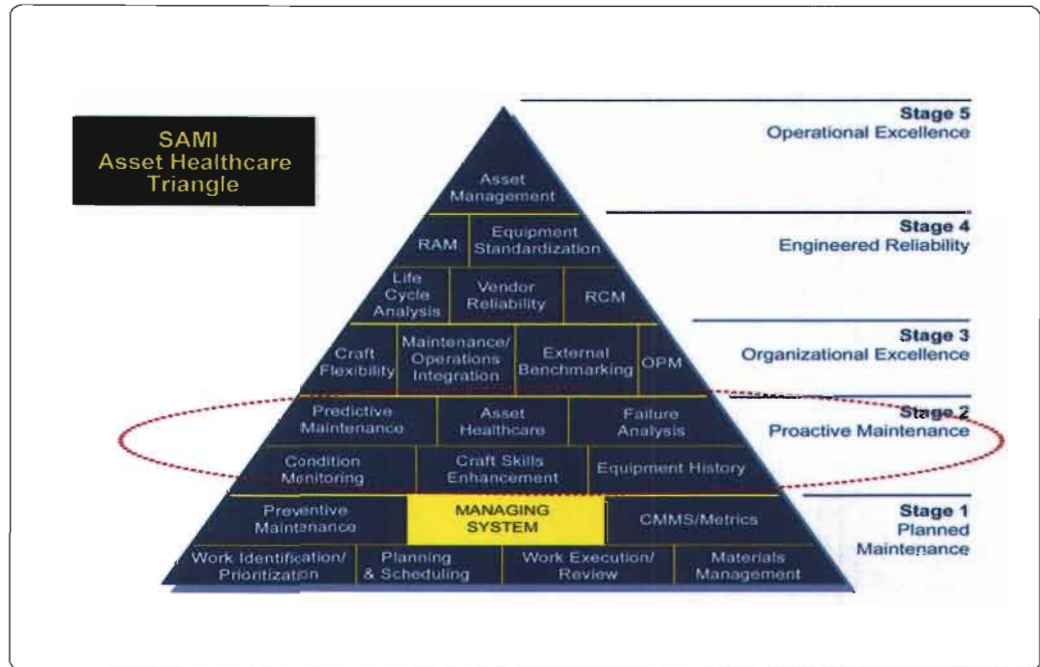 SAMI
Asset Healthcare
Triangle
Stage 5
Operational Excellence
Asset
Management
Stage 4
Engineered Reliability
RAM
Equipment
Standardization
Life
Cycle
Analysis
Vendor
Reliability
RCM
Stage 3
Organizational Excellence
Craft
Flexibility
Maintenance/
Operations
Integration
External
Benchmarking
OPM
Stage 2
Proactive Maintenance
Predictive
Maintenance
Asset
Healthcare
Failure
Analysis
Condition
Monitoring
Craft Skills
Enhancement
Equipment History
Stage 1
Planned
Maintenance
Preventive
Maintenance
MANAGING
SYSTEM
CMMS/Metrics
Work Identification/
Prioritization
Planning
& Scheduling
Work Execution/
Review
Materials
Management